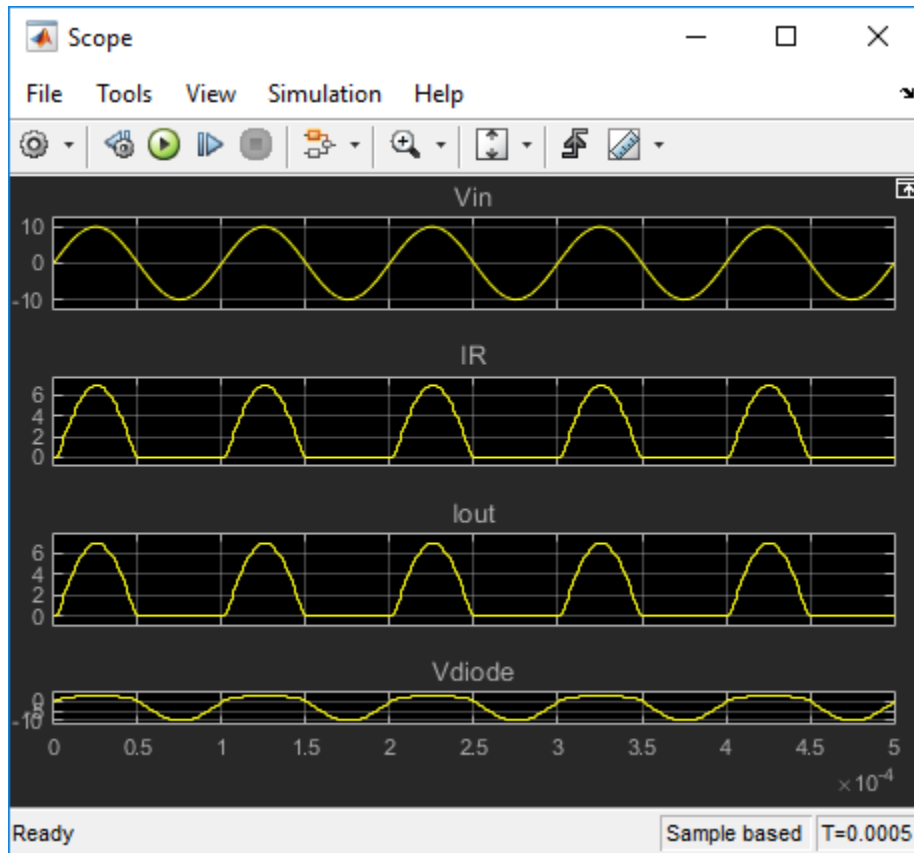 Scope
File Tools View Simulation Help
Vin
10
0
-10
IR
6
4
2
0
Iout
6
4
2
0
Vdiode
0
-10
0 0.5 1 1.5 2 2.5 3 3.5 4 4.5 5
×10⁻⁴
Ready Sample based T=0.0005